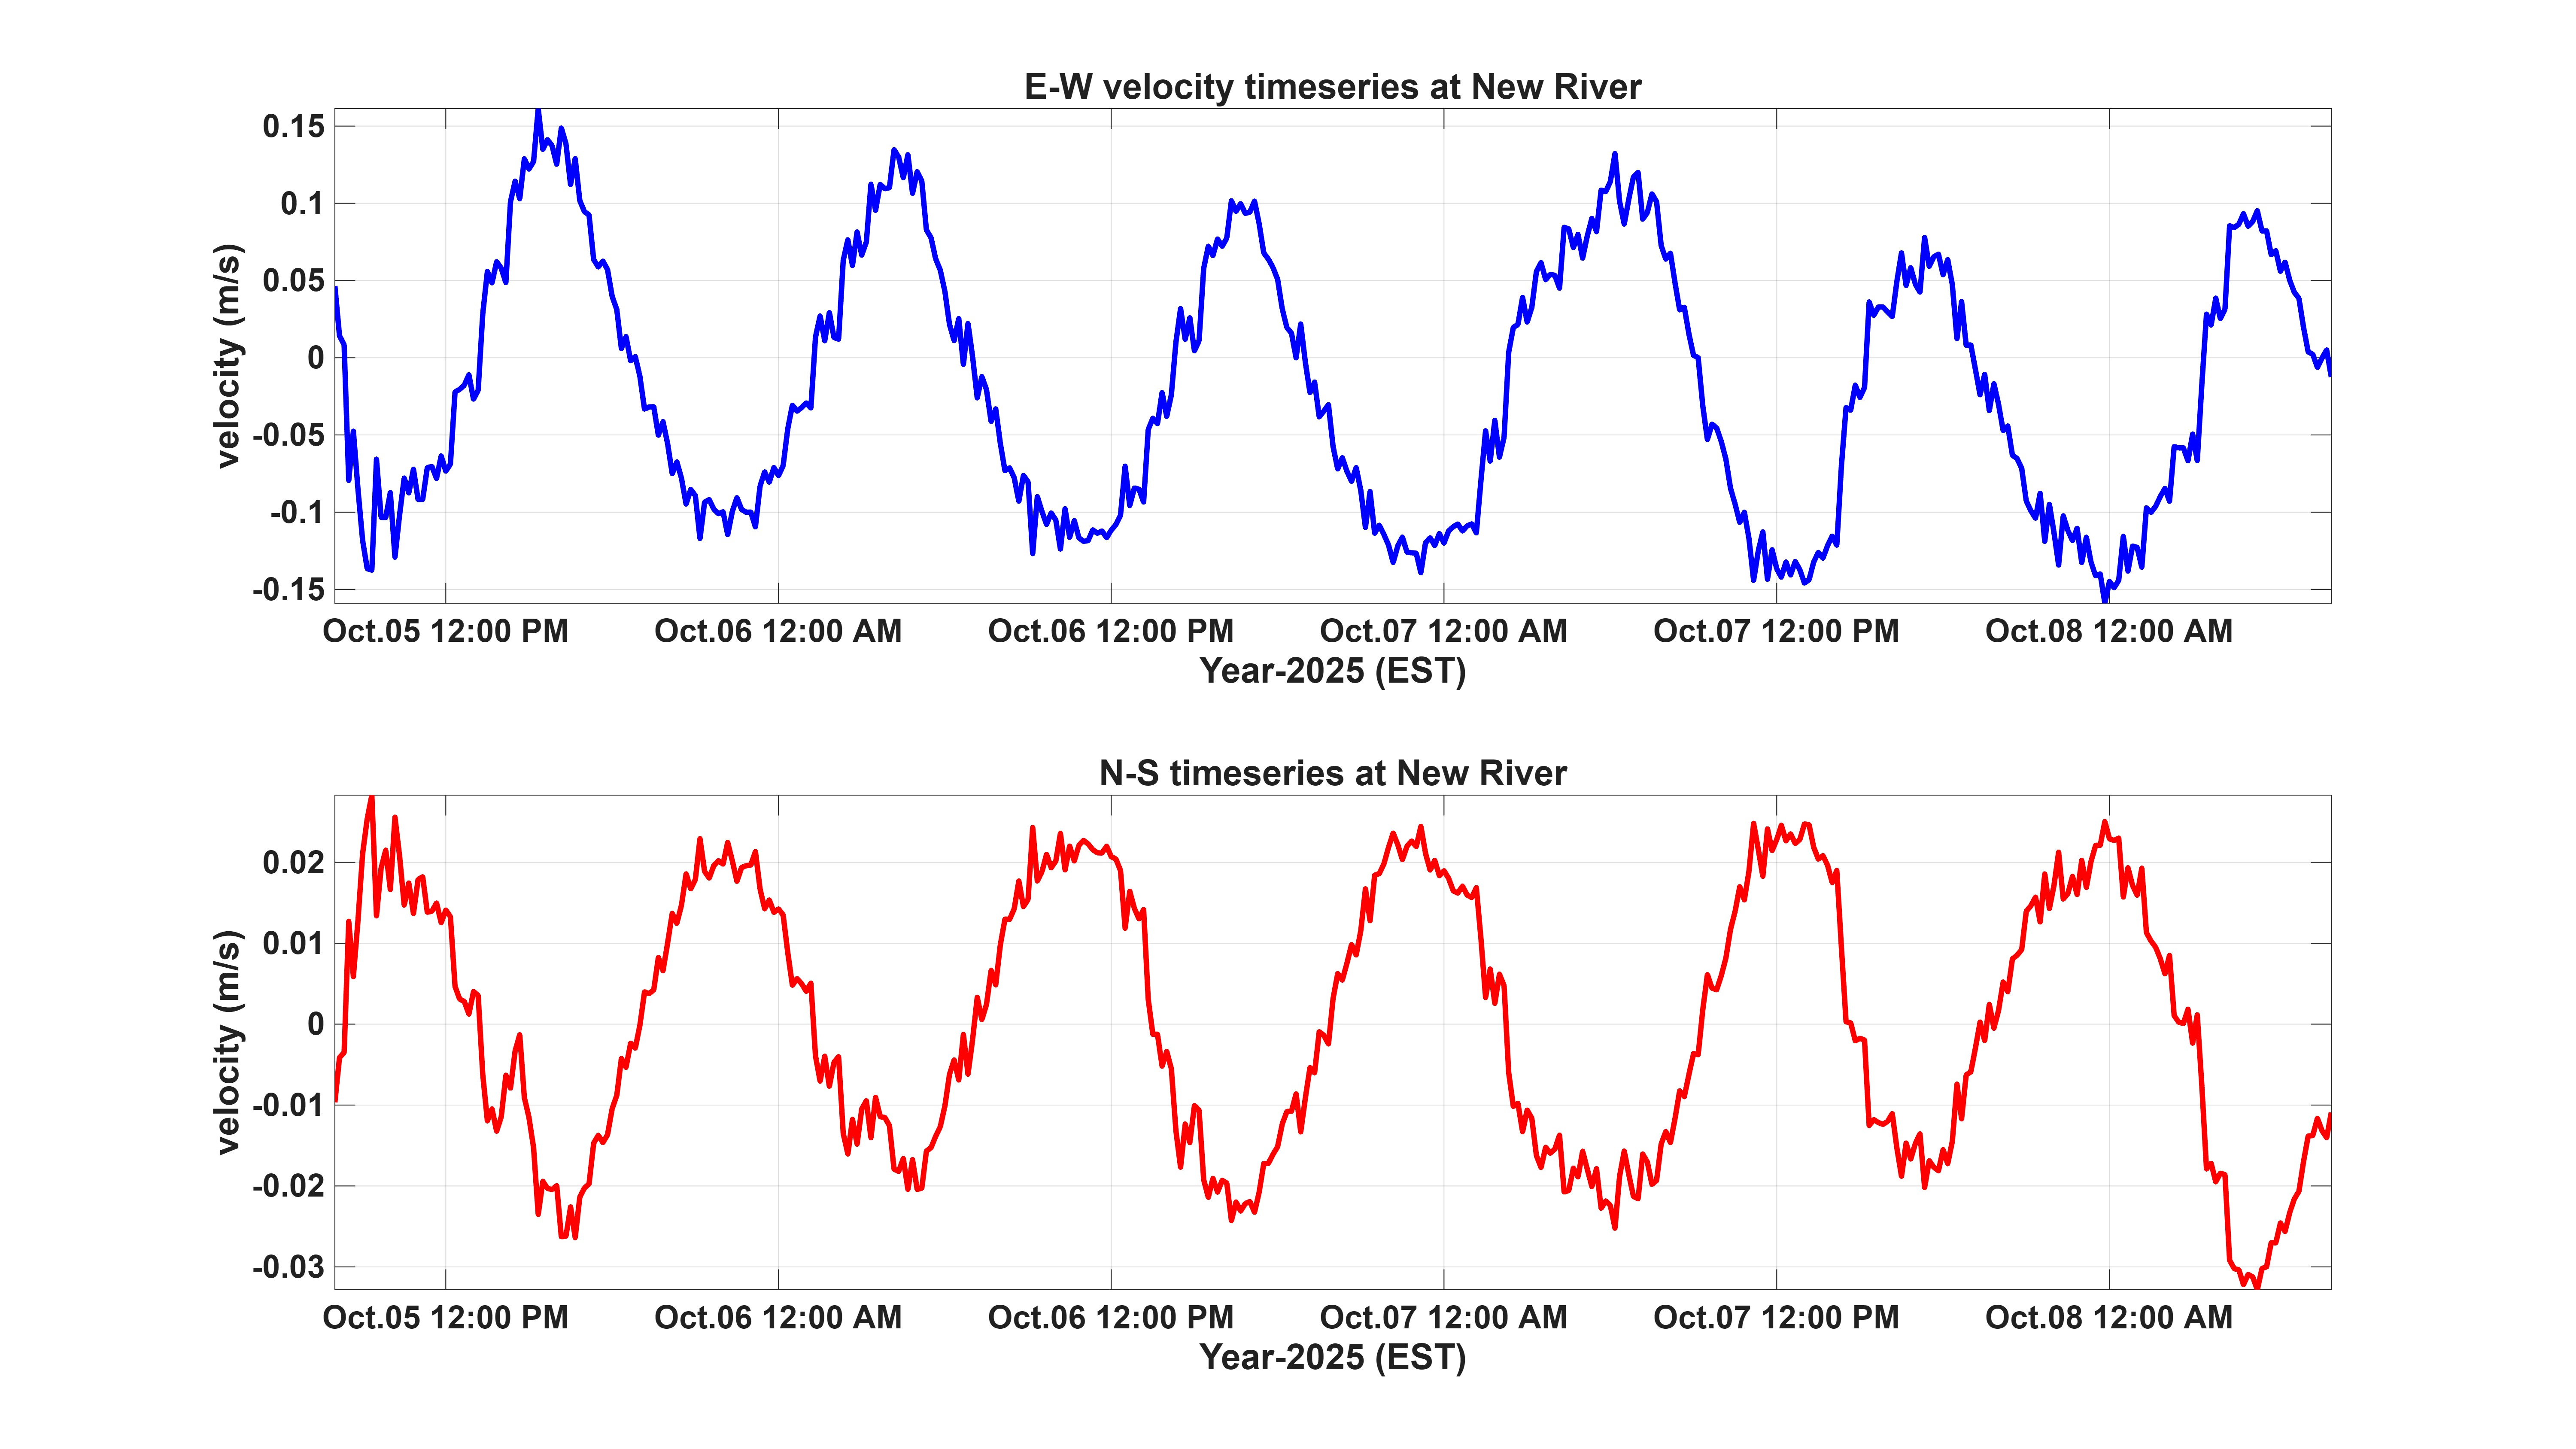 E-W velocity timeseries at New River
velocity (m/s)
0.15
0.1
0.05
0
-0.05
-0.1
-0.15
Oct.05 12:00 PM Oct.06 12:00 AM Oct.06 12:00 PM Oct.07 12:00 AM Oct.07 12:00 PM Oct.08 12:00 AM
Year-2025 (EST)
N-S timeseries at New River
velocity (m/s)
0.02
0.01
0
-0.01
-0.02
-0.03
Oct.05 12:00 PM Oct.06 12:00 AM Oct.06 12:00 PM Oct.07 12:00 AM Oct.07 12:00 PM Oct.08 12:00 AM
Year-2025 (EST)